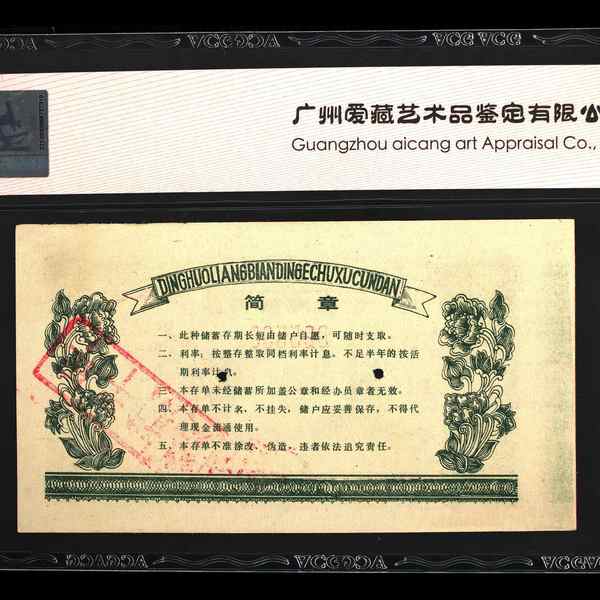 ACG ACG
广州爱藏艺术品鉴定有限公
Guangzhou aicang art Appraisal Co.,
DINGHUOLIANGBIANDINGECHUXUCUNDAN
简 章
一、此种储蓄存期长短由储户自愿，可随时支取。
二、利率：按整存整取同档利率计息。不足半年的按活
期利率计息。
三、本存单未经储蓄所加盖公章和经办员章者无效。
四、本存单不计名，不挂失，储户应妥善保存，不得代
理现金流通使用。
五、本存单不准涂改、伪造，违者依法追究责任。